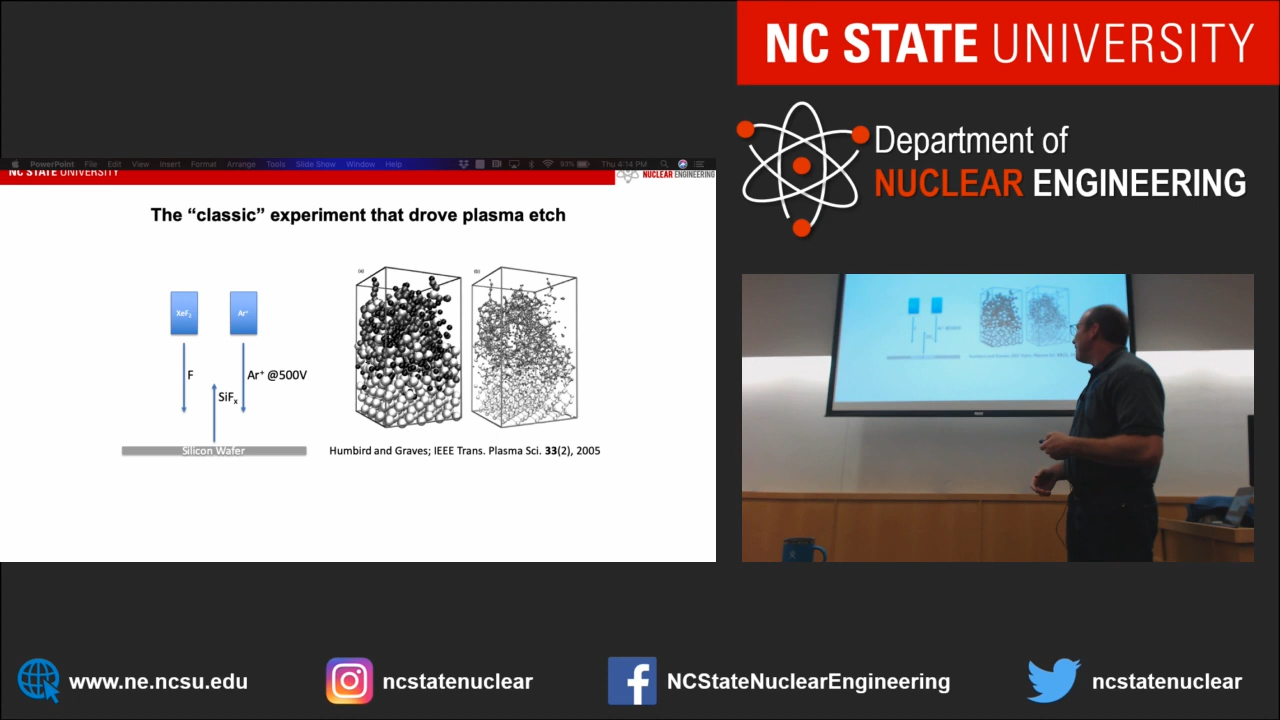 NC STATE UNIVERSITY
Department of
NUCLEAR ENGINEERING
PowerPoint File Edit View Insert Format Arrange Tools Slide Show Window Help 93% Thu 4:14 PM
NC STATE UNIVERSITY
NUCLEAR ENGINEERING
The “classic” experiment that drove plasma etch
(a)
(b)
XeF2
Ar+
F
Ar+ @500V
SiFx
Silicon Wafer
Humbird and Graves; IEEE Trans. Plasma Sci. 33(2), 2005
www.ne.ncsu.edu
ncstatenuclear
NCStateNuclearEngineering
ncstatenuclear